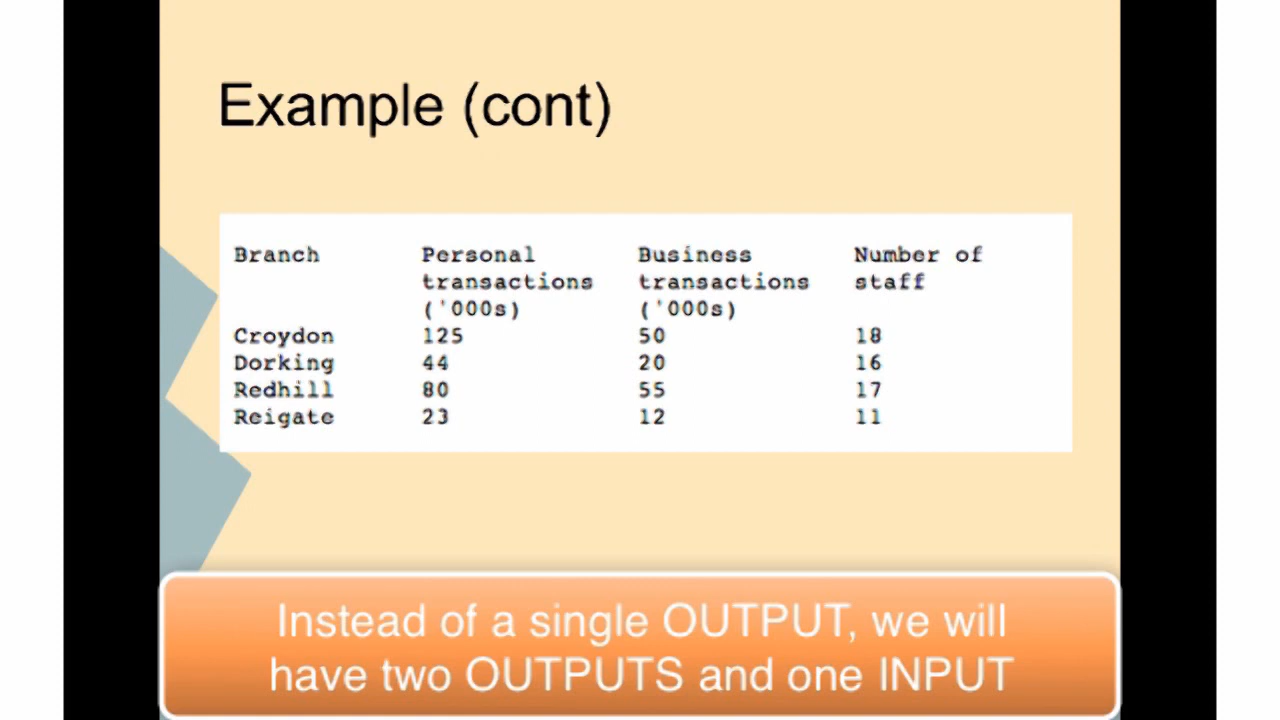 Example (cont)
Branch Personal Business Number of
transactions transactions staff
('000s) ('000s)
Croydon 125 50 18
Dorking 44 20 16
Redhill 80 55 17
Reigate 23 12 11
Instead of a single OUTPUT, we will
have two OUTPUTS and one INPUT